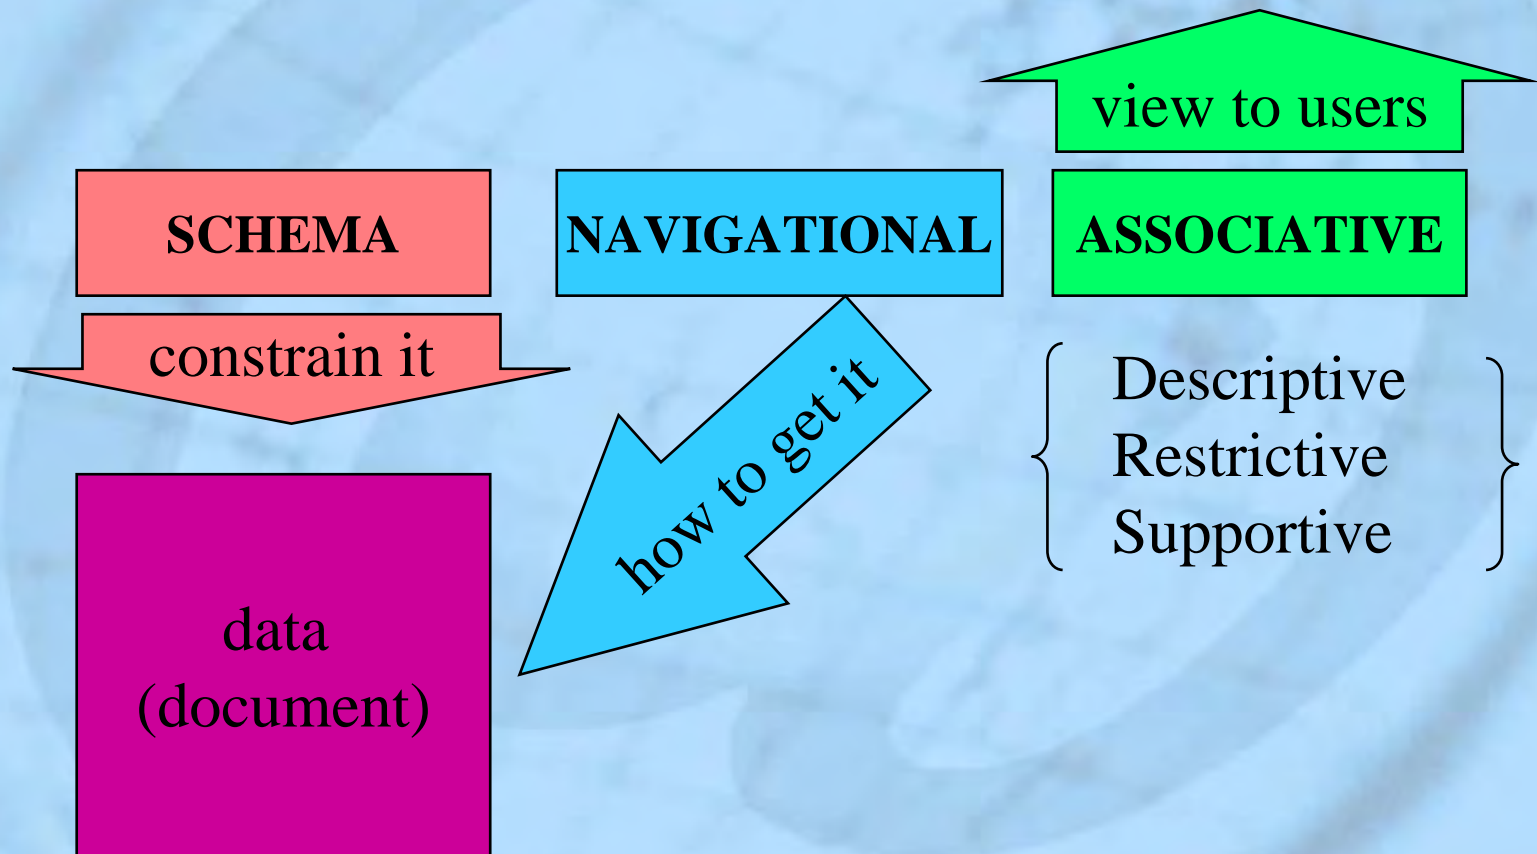 view to users
SCHEMA
NAVIGATIONAL
ASSOCIATIVE
constrain it
how to get it
Descriptive
Restrictive
Supportive
data
(document)